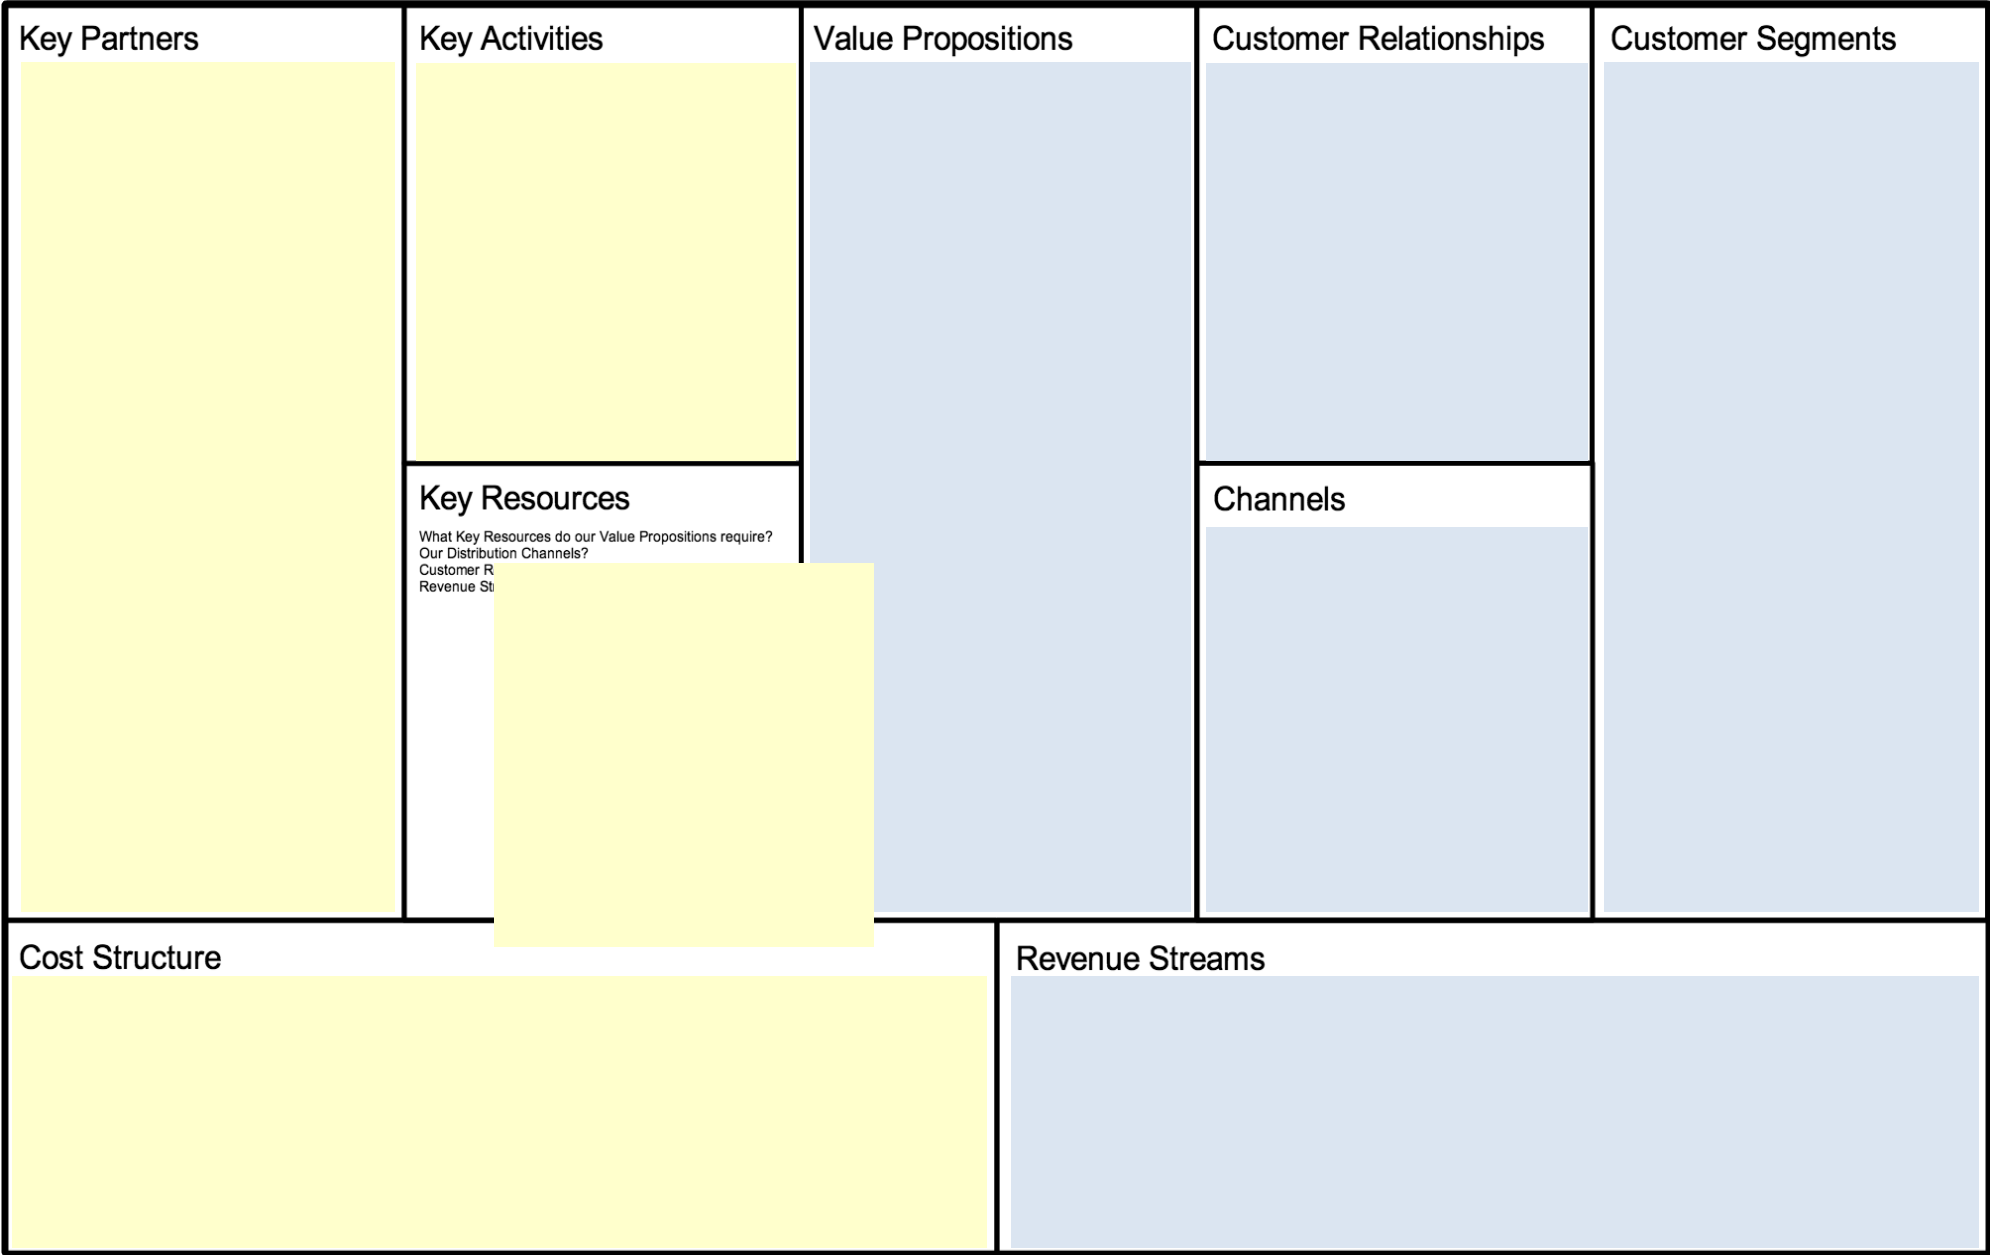 Key Partners
Key Activities
Value Propositions
Customer Relationships
Customer Segments
Key Resources
What Key Resources do our Value Propositions require?
Our Distribution Channels?
Customer
Revenue
Channels
Cost Structure
Revenue Streams